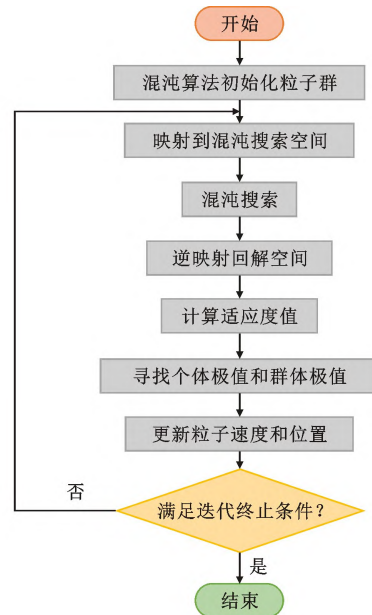 开始
混沌算法初始化粒子群
映射到混沌搜索空间
混沌搜索
逆映射回解空间
计算适应度值
寻找个体极值和群体极值
更新粒子速度和位置
否
满足迭代终止条件？
是
结束